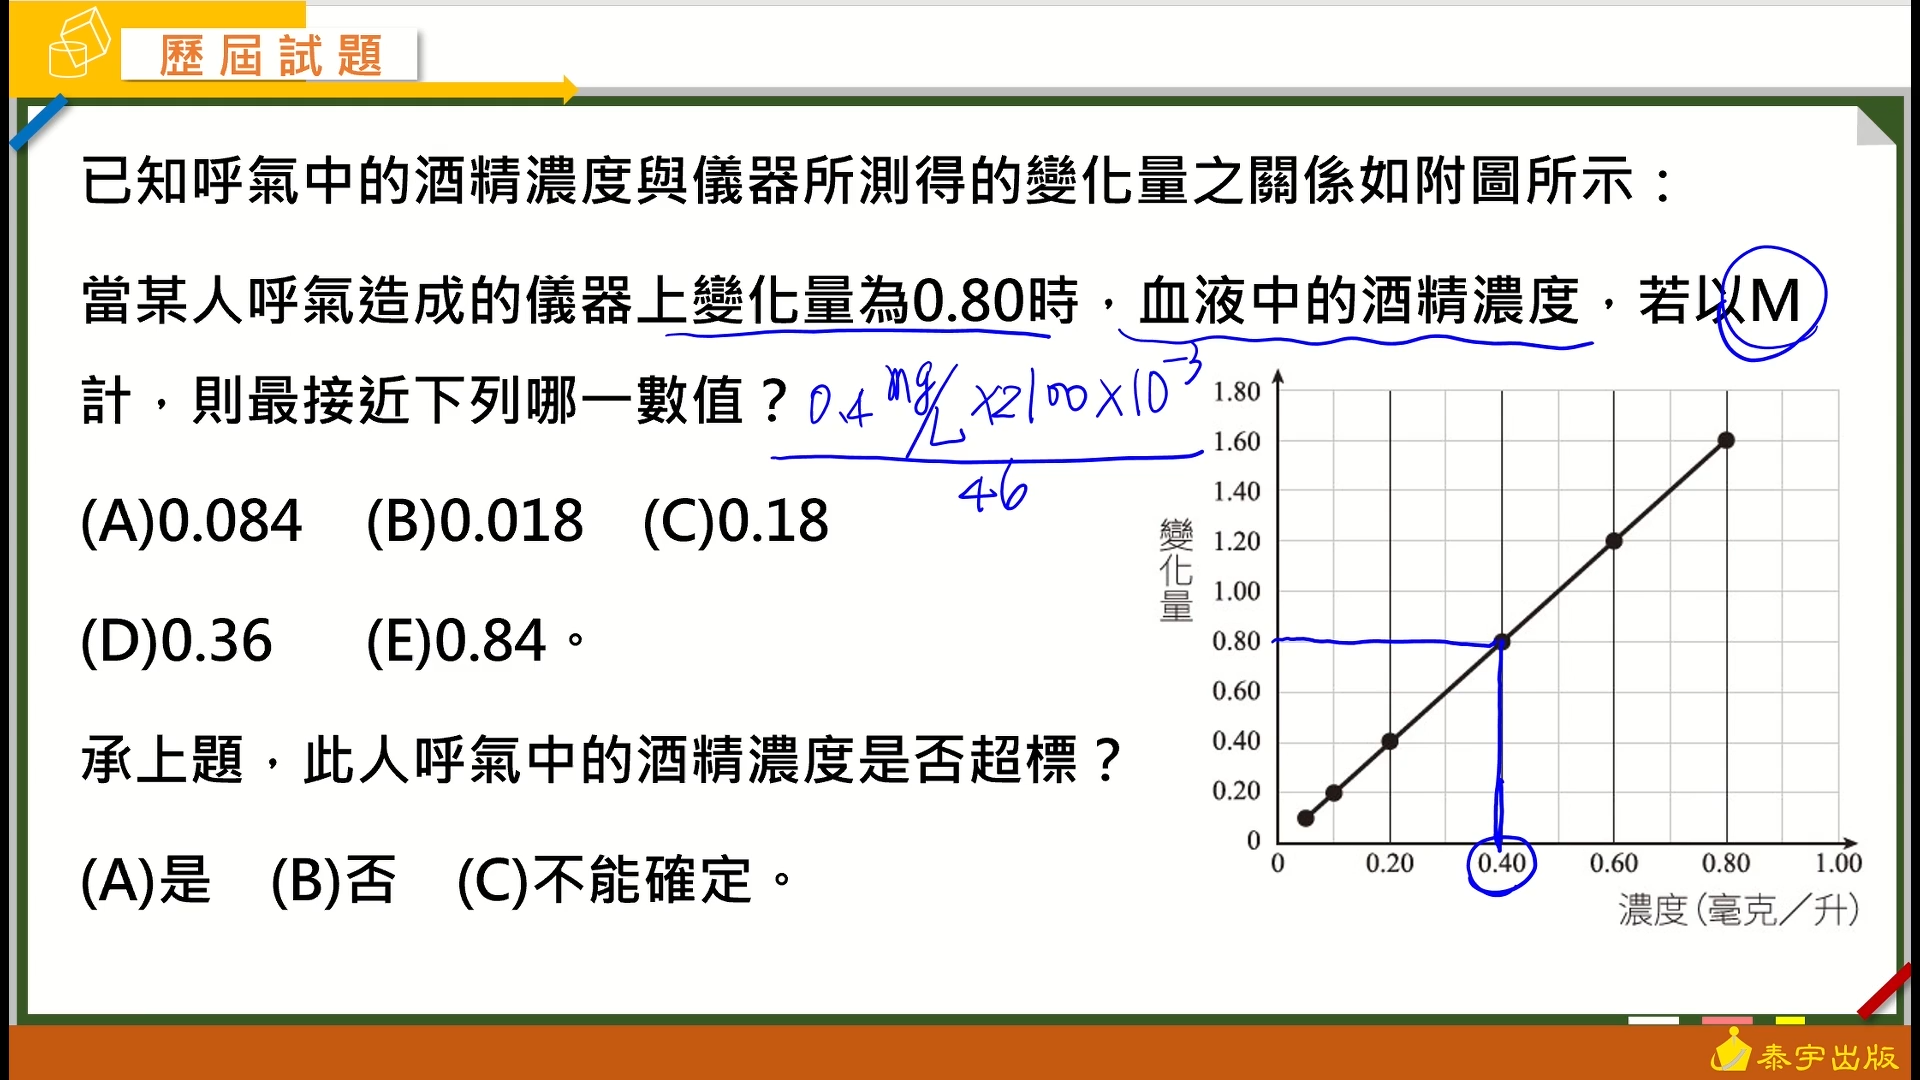 歷屆試題
已知呼氣中的酒精濃度與儀器所測得的變化量之關係如附圖所示：
當某人呼氣造成的儀器上變化量為0.80時，血液中的酒精濃度，若以M
計，則最接近下列哪一數值？
0.4 mg/L ×2100×10⁻³
46
(A)0.084 (B)0.018 (C)0.18
(D)0.36 (E)0.84。
承上題，此人呼氣中的酒精濃度是否超標？
(A)是 (B)否 (C)不能確定。
變化量
1.80
1.60
1.40
1.20
1.00
0.80
0.60
0.40
0.20
0
0 0.20 0.40 0.60 0.80 1.00
濃度(毫克／升)
泰宇出版